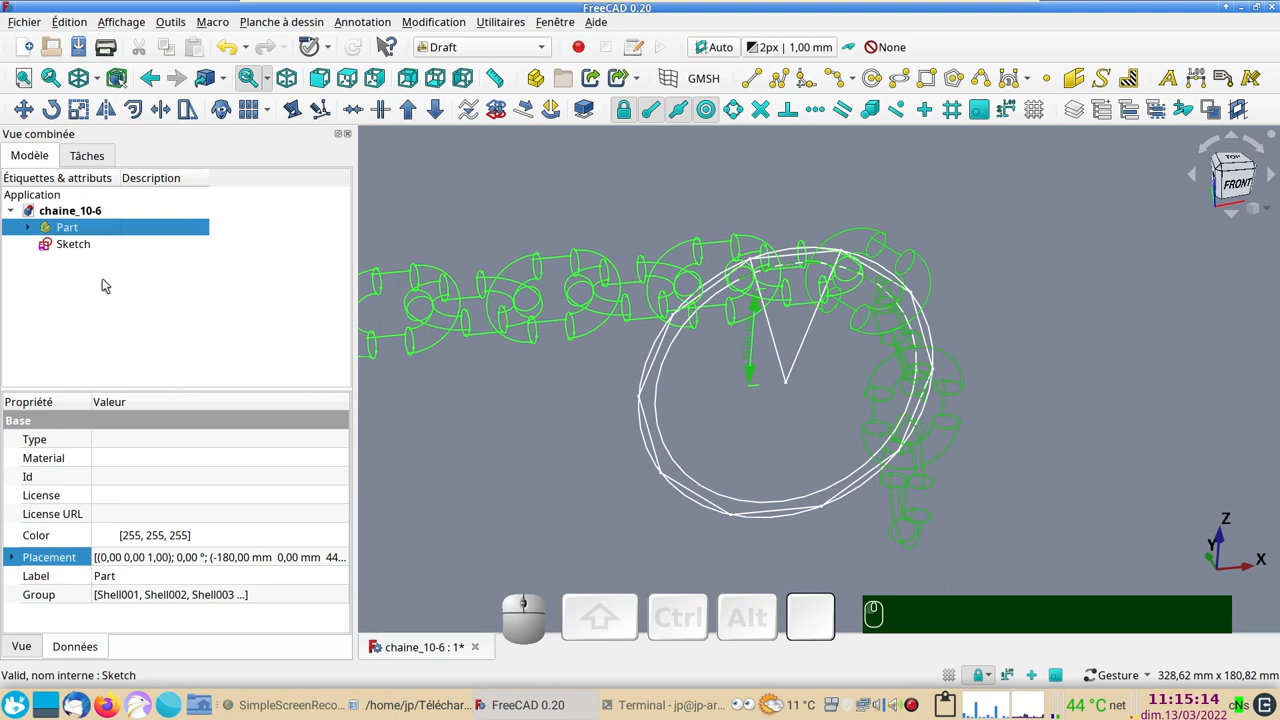 FreeCAD 0.20
Fichier Édition Affichage Outils Macro Planche à dessin Annotation Modification Utilitaires Fenêtre Aide
Draft Auto 2px | 1,00 mm None
GMSH
Vue combinée
Modèle Tâches
Étiquettes & attributs Description
Application
chaine_10-6
Part
Sketch
TOP
FRONT
Propriété Valeur
Base
Type
Material
Id
License
License URL
Color [255, 255, 255]
Placement [(0,00 0,00 1,00); 0,00 °; (-180,00 mm 0,00 mm 44...
Label Part
Group [Shell001, Shell002, Shell003 ...]
Z
Y
X
Ctrl Alt
Vue Données
chaine_10-6 : 1*
Valid, nom interne : Sketch
Gesture 328,62 mm x 180,82 mm
SimpleScreenReco... /home/jp/Téléchar... FreeCAD 0.20 Terminal - jp@jp-ar... 11 °C 44 °C net 11:15:14
dim.13/03/2022
cNs